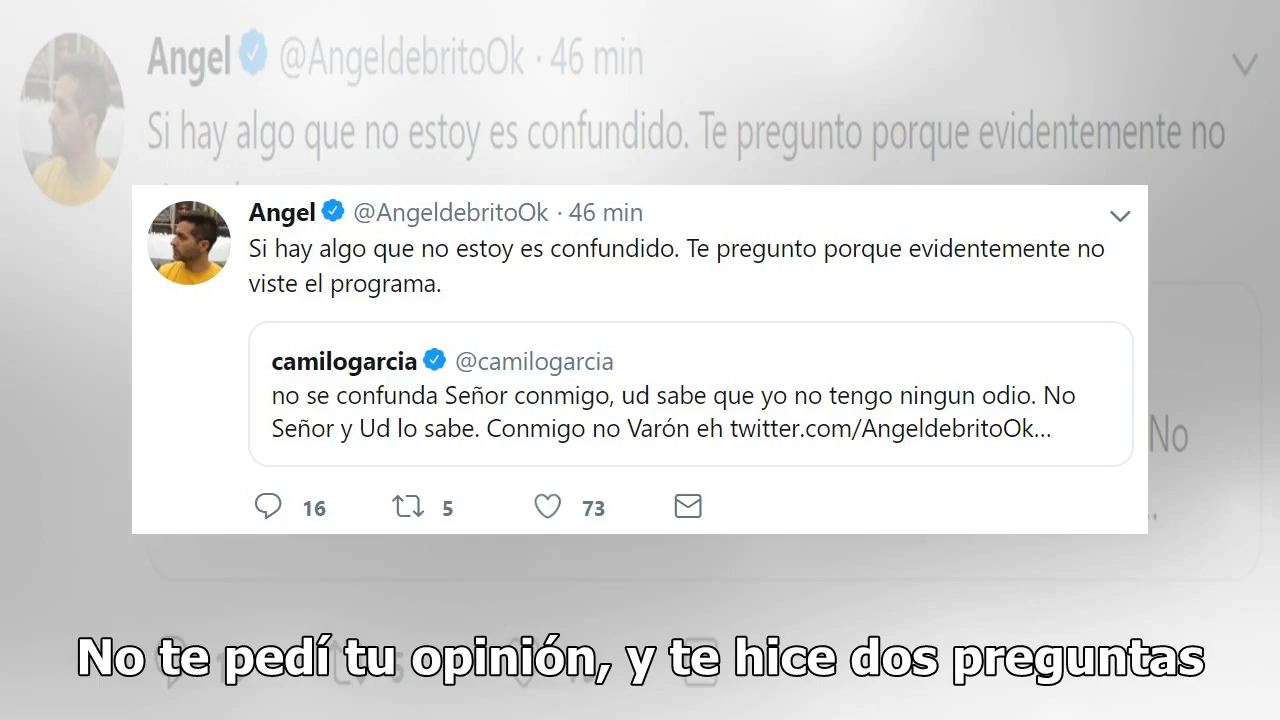 Angel @AngeldebritoOk · 46 min
Si hay algo que no estoy es confundido. Te pregunto porque evidentemente no
Angel @AngeldebritoOk · 46 min
Si hay algo que no estoy es confundido. Te pregunto porque evidentemente no
viste el programa.
camilogarcia @camilogarcia
no se confunda Señor conmigo, ud sabe que yo no tengo ningun odio. No
Señor y Ud lo sabe. Conmigo no Varón eh twitter.com/AngeldebritoOk...
No
16 5 73
No te pedí tu opinión, y te hice dos preguntas